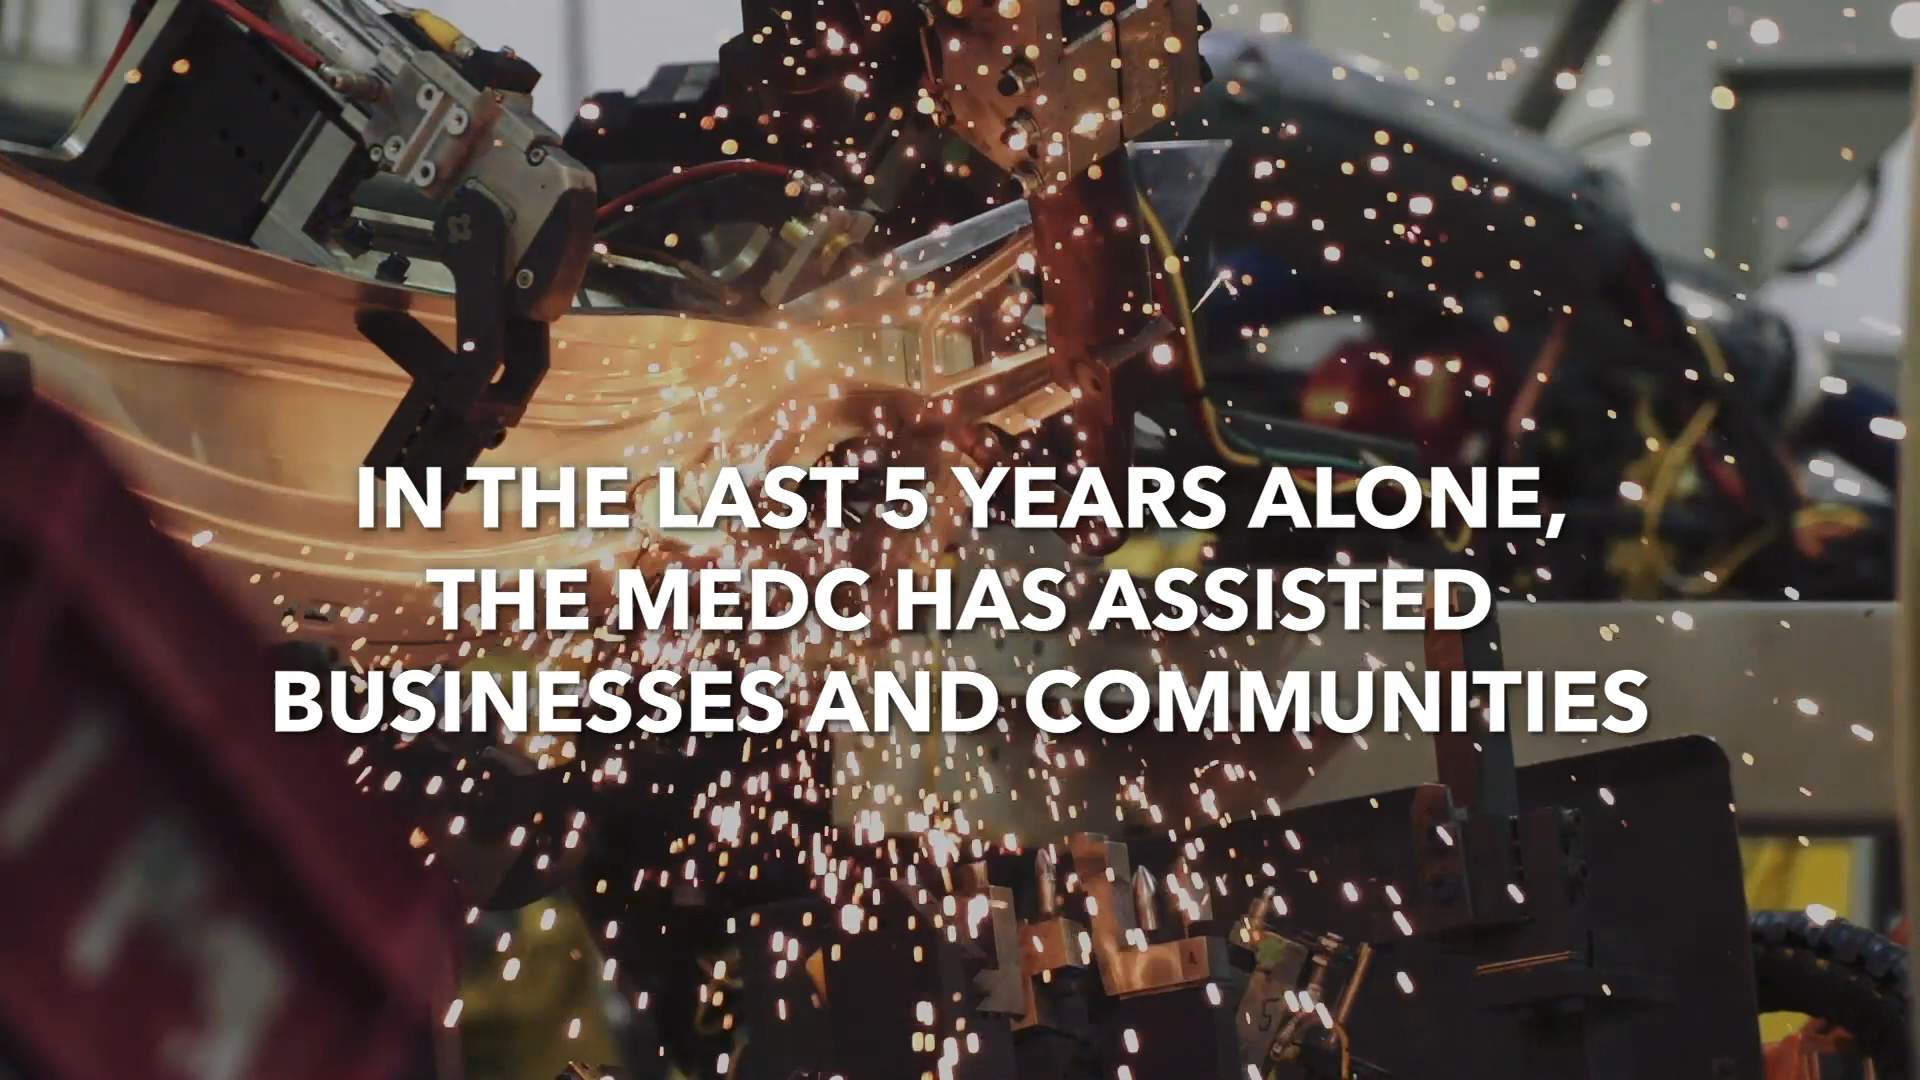 IN THE LAST 5 YEARS ALONE,
THE MEDC HAS ASSISTED
BUSINESSES AND COMMUNITIES